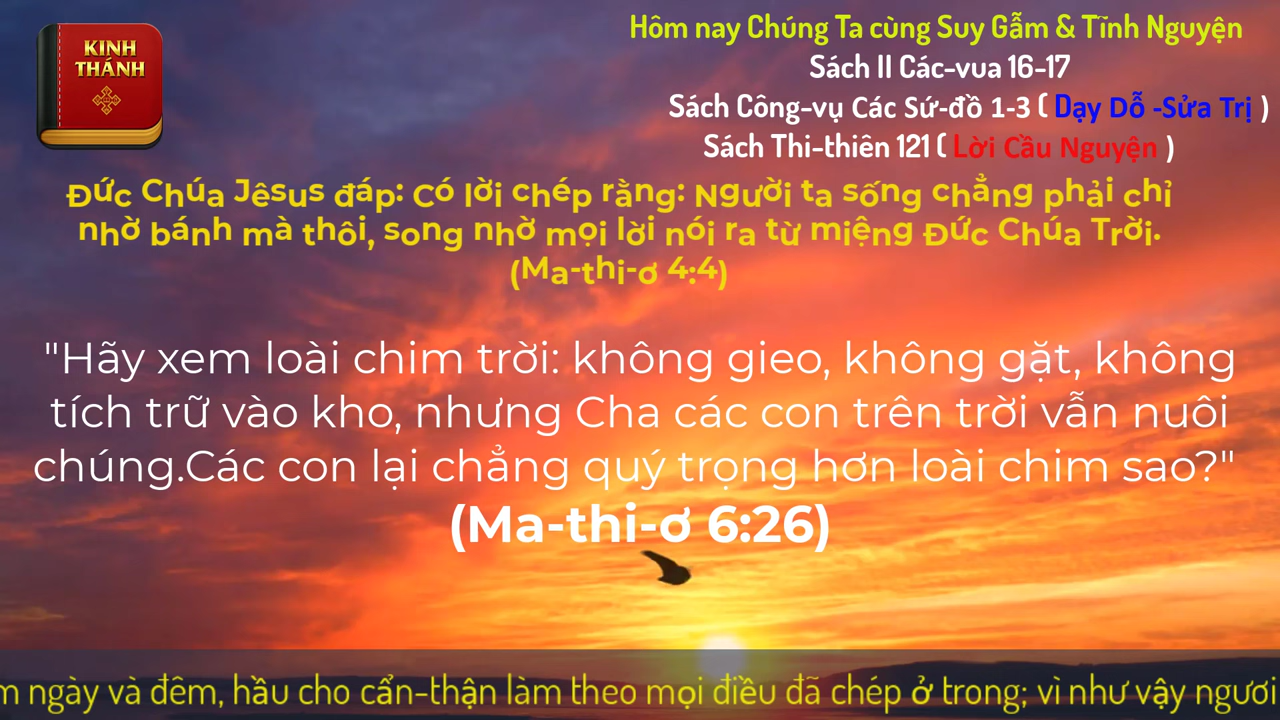 KINH
THÁNH
Hôm nay Chúng Ta cùng Suy Gẫm & Tĩnh Nguyện
Sách II Các-vua 16-17
Sách Công-vụ Các Sứ-đồ 1-3 ( Dạy Dỗ -Sửa Trị )
Sách Thi-thiên 121 ( Lời Cầu Nguyện )
Đức Chúa Jêsus đáp: Có lời chép rằng: Người ta sống chẳng phải chỉ
nhờ bánh mà thôi, song nhờ mọi lời nói ra từ miệng Đức Chúa Trời.
(Ma-thi-ơ 4:4)
"Hãy xem loài chim trời: không gieo, không gặt, không
tích trữ vào kho, nhưng Cha các con trên trời vẫn nuôi
chúng.Các con lại chẳng quý trọng hơn loài chim sao?"
(Ma-thi-ơ 6:26)
m ngày và đêm, hầu cho cẩn-thận làm theo mọi điều đã chép ở trong; vì như vậy ngươi